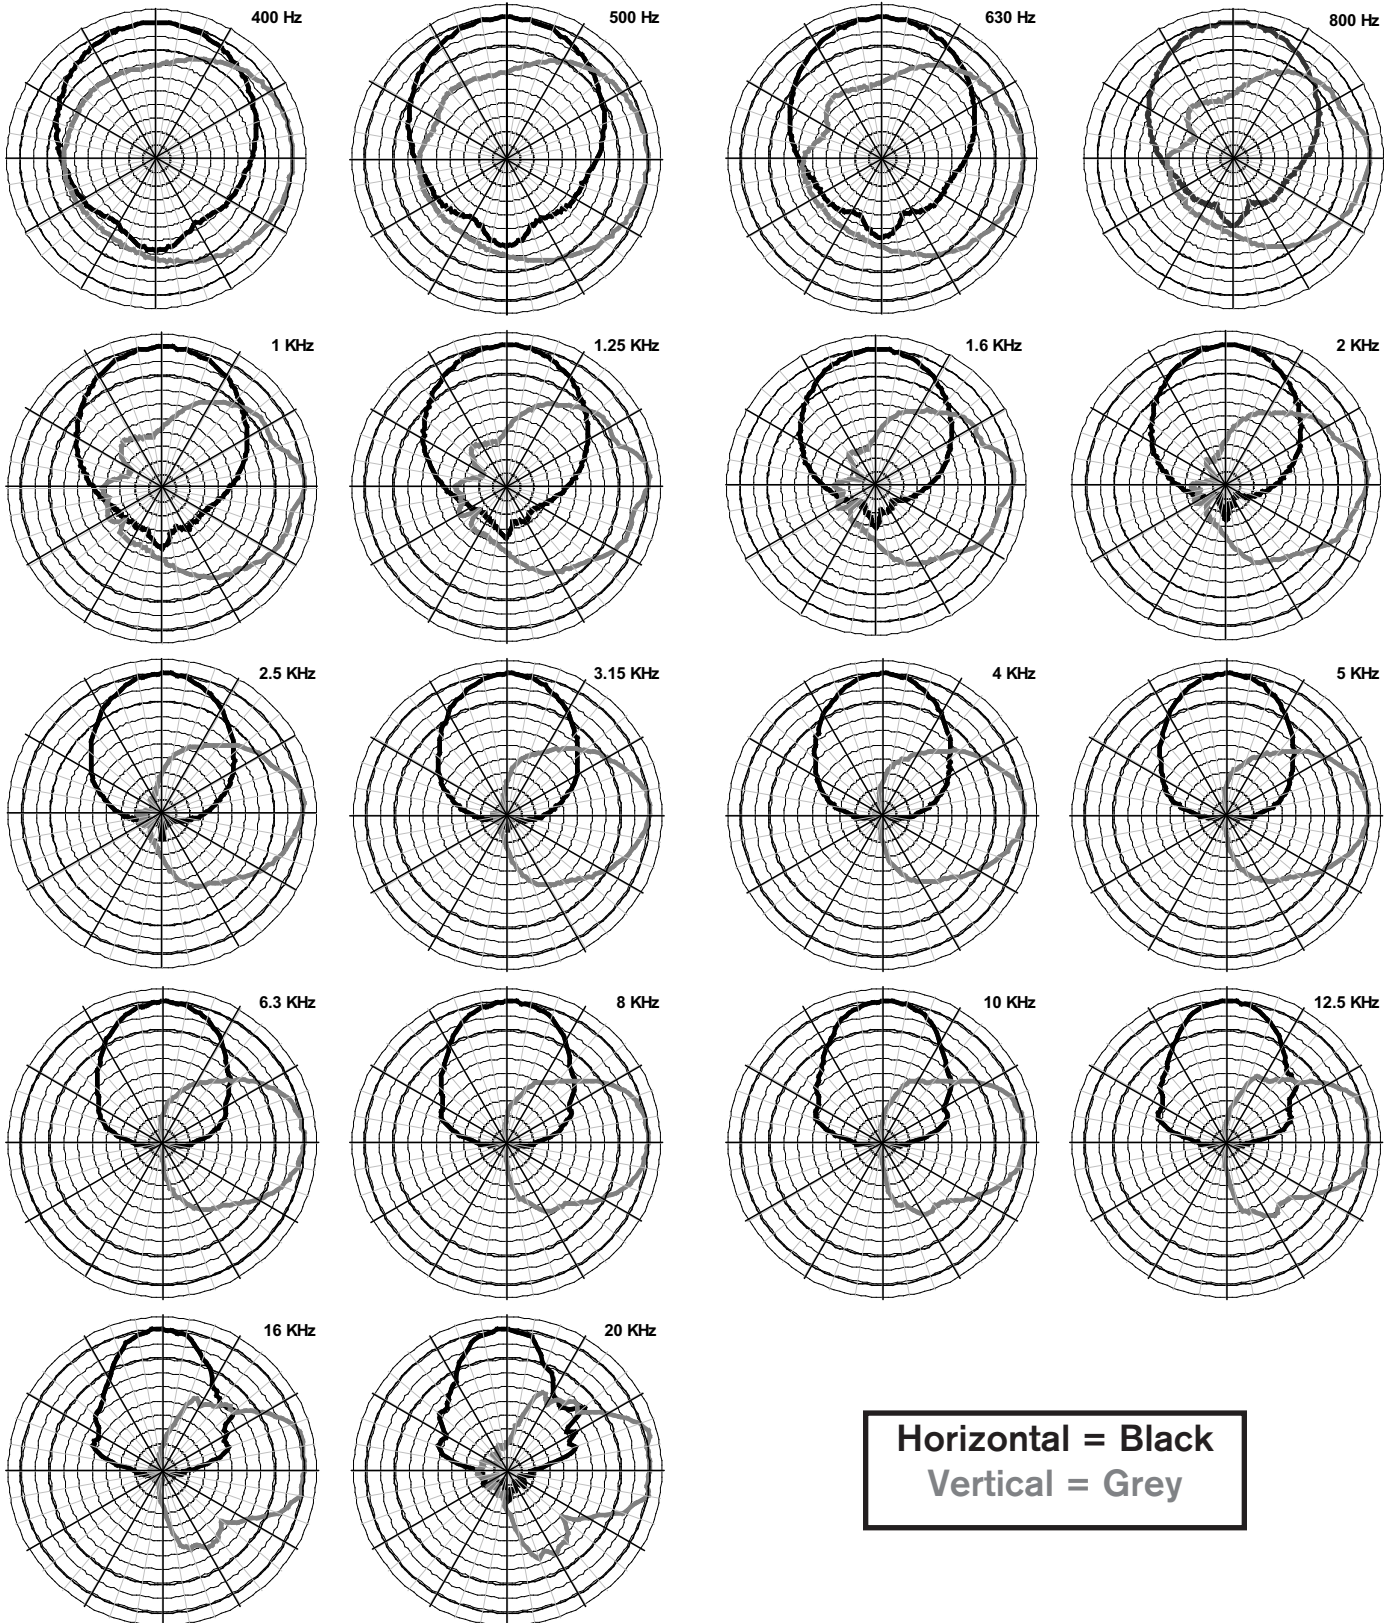 400 Hz
500 Hz
630 Hz
800 Hz
1 KHz
1.25 KHz
1.6 KHz
2 KHz
2.5 KHz
3.15 KHz
4 KHz
5 KHz
6.3 KHz
8 KHz
10 KHz
12.5 KHz
16 KHz
20 KHz
Horizontal = Black
Vertical = Grey